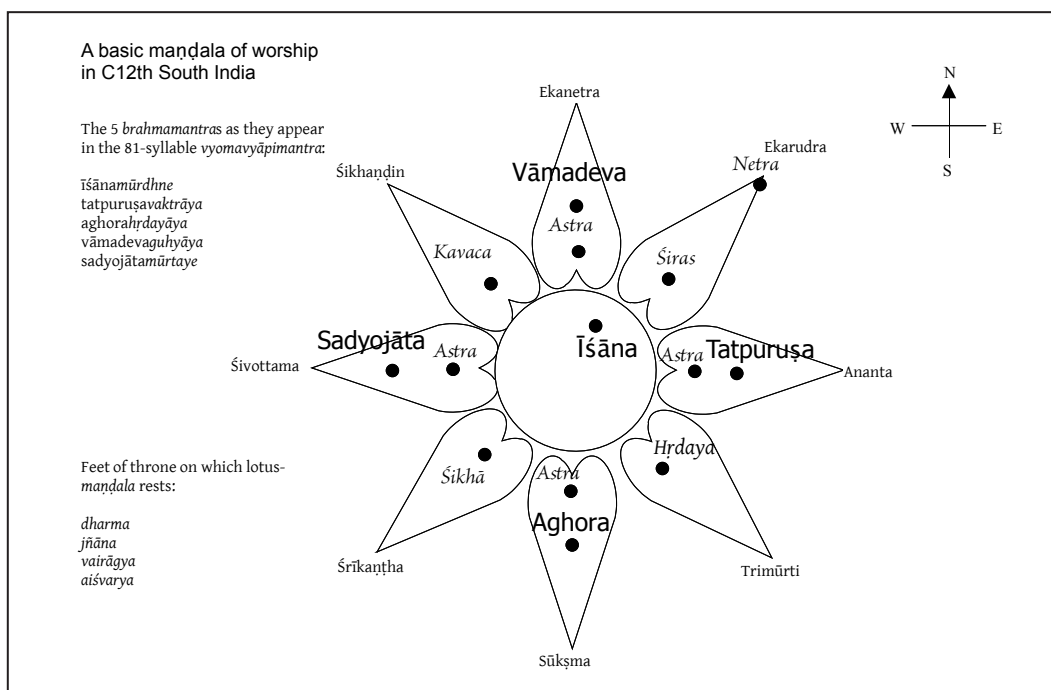 A basic maṇḍala of worship
in C12th South India
The 5 brahmamantras as they appear
in the 81-syllable vyomavyāpimantra:
īśānamūrdhne
tatpuruṣavaktrāya
aghorahṛdayāya
vāmadevaguhyāya
sadyojātamūrtaye
N
W
E
S
Ekanetra
Ekarudra
Netra
Śikhaṇḍin
Vāmadeva
Astra
Kavaca
Śiras
Sadyojāta
Astra
Īśāna
Astra
Tatpuruṣa
Śivottama
Ananta
Hṛdaya
Śikhā
Astra
Aghora
Feet of throne on which lotus-
maṇḍala rests:
dharma
jñāna
vairāgya
aiśvarya
Śrīkaṇṭha
Trimūrti
Sūkṣma